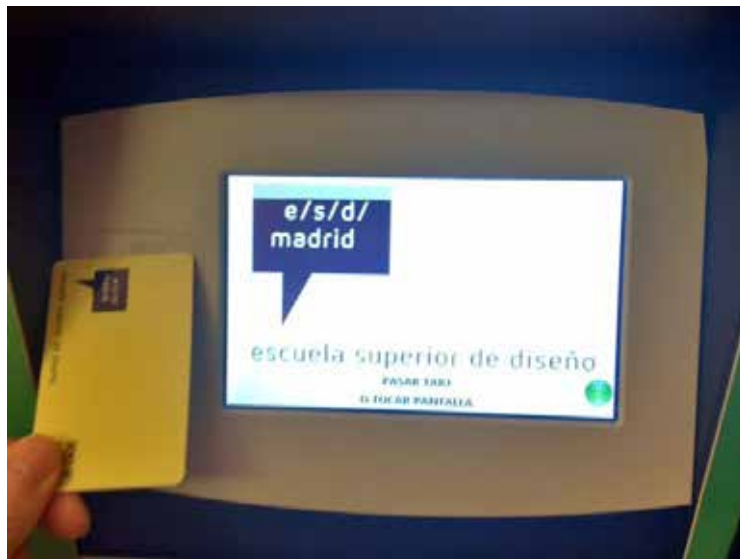 e/s/d/
madrid
escuela superior de diseño
PASAR TARJ
O TOCAR PANTALLA